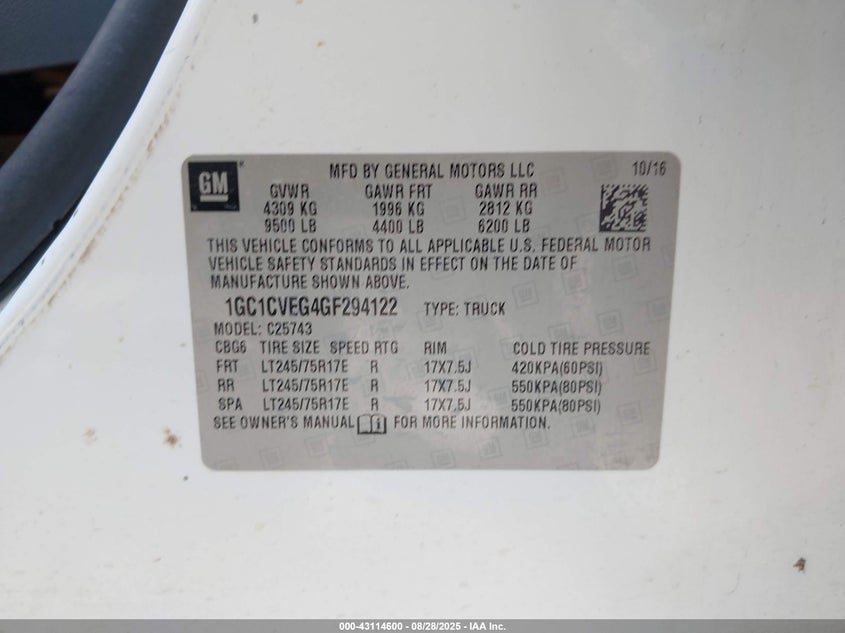 GM
MFD BY GENERAL MOTORS LLC 10/16
GVWR GAWR FRT GAWR RR
4309 KG 1996 KG 2812 KG
9500 LB 4400 LB 6200 LB
THIS VEHICLE CONFORMS TO ALL APPLICABLE U.S. FEDERAL MOTOR
VEHICLE SAFETY STANDARDS IN EFFECT ON THE DATE OF
MANUFACTURE SHOWN ABOVE.
1GC1CVEG4GF294122 TYPE: TRUCK
MODEL: C25743
CBG6 TIRE SIZE SPEED RTG RIM COLD TIRE PRESSURE
FRT LT245/75R17E R 17X7.5J 420KPA(60PSI)
RR LT245/75R17E R 17X7.5J 550KPA(80PSI)
SPA LT245/75R17E R 17X7.5J 550KPA(80PSI)
SEE OWNER'S MANUAL FOR MORE INFORMATION.
000-43114600 - 08/28/2025 - IAA Inc.